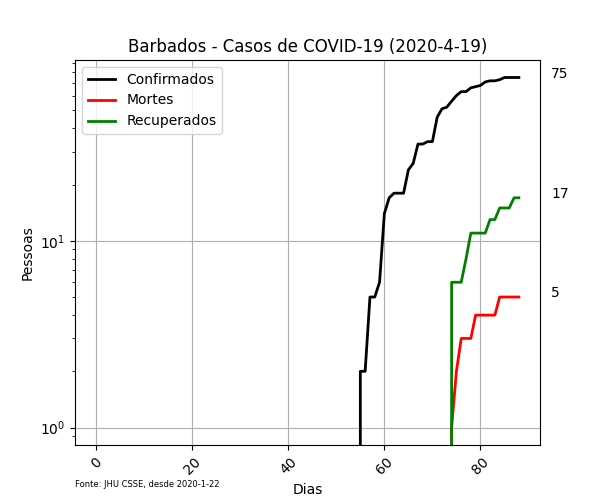 Barbados - Casos de COVID-19 (2020-4-19)
Confirmados
Mortes
Recuperados
75
17
5
Pessoas
10¹
10⁰
0
20
40
60
80
Dias
Fonte: JHU CSSE, desde 2020-1-22